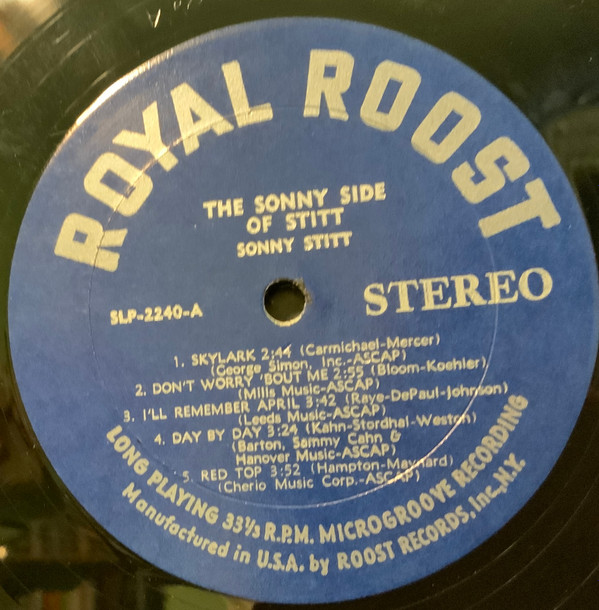 ROYAL ROOST
THE SONNY SIDE
OF STITT
SONNY STITT
SLP-2240-A
STEREO
1. SKYLARK 2:44 (Carmichael-Mercer)
(George Simon, Inc.-ASCAP)
2. DON'T WORRY 'BOUT ME 2:55 (Bloom-Koehler)
(Mills Music-ASCAP)
3. I'LL REMEMBER APRIL 3:42 (Raye-DePaul-Johnson)
(Leeds Music-ASCAP)
4. DAY BY DAY 3:24 (Kahn-Stordhal-Weston)
(Barton, Sammy Cahn &
Hanover Music-ASCAP)
5. RED TOP 3:52 (Hampton-Maynard)
(Cherio Music Corp.-ASCAP)
LONG PLAYING 33⅓ R.P.M. MICROGROOVE RECORDING
Manufactured in U.S.A. by ROOST RECORDS, Inc., N.Y.